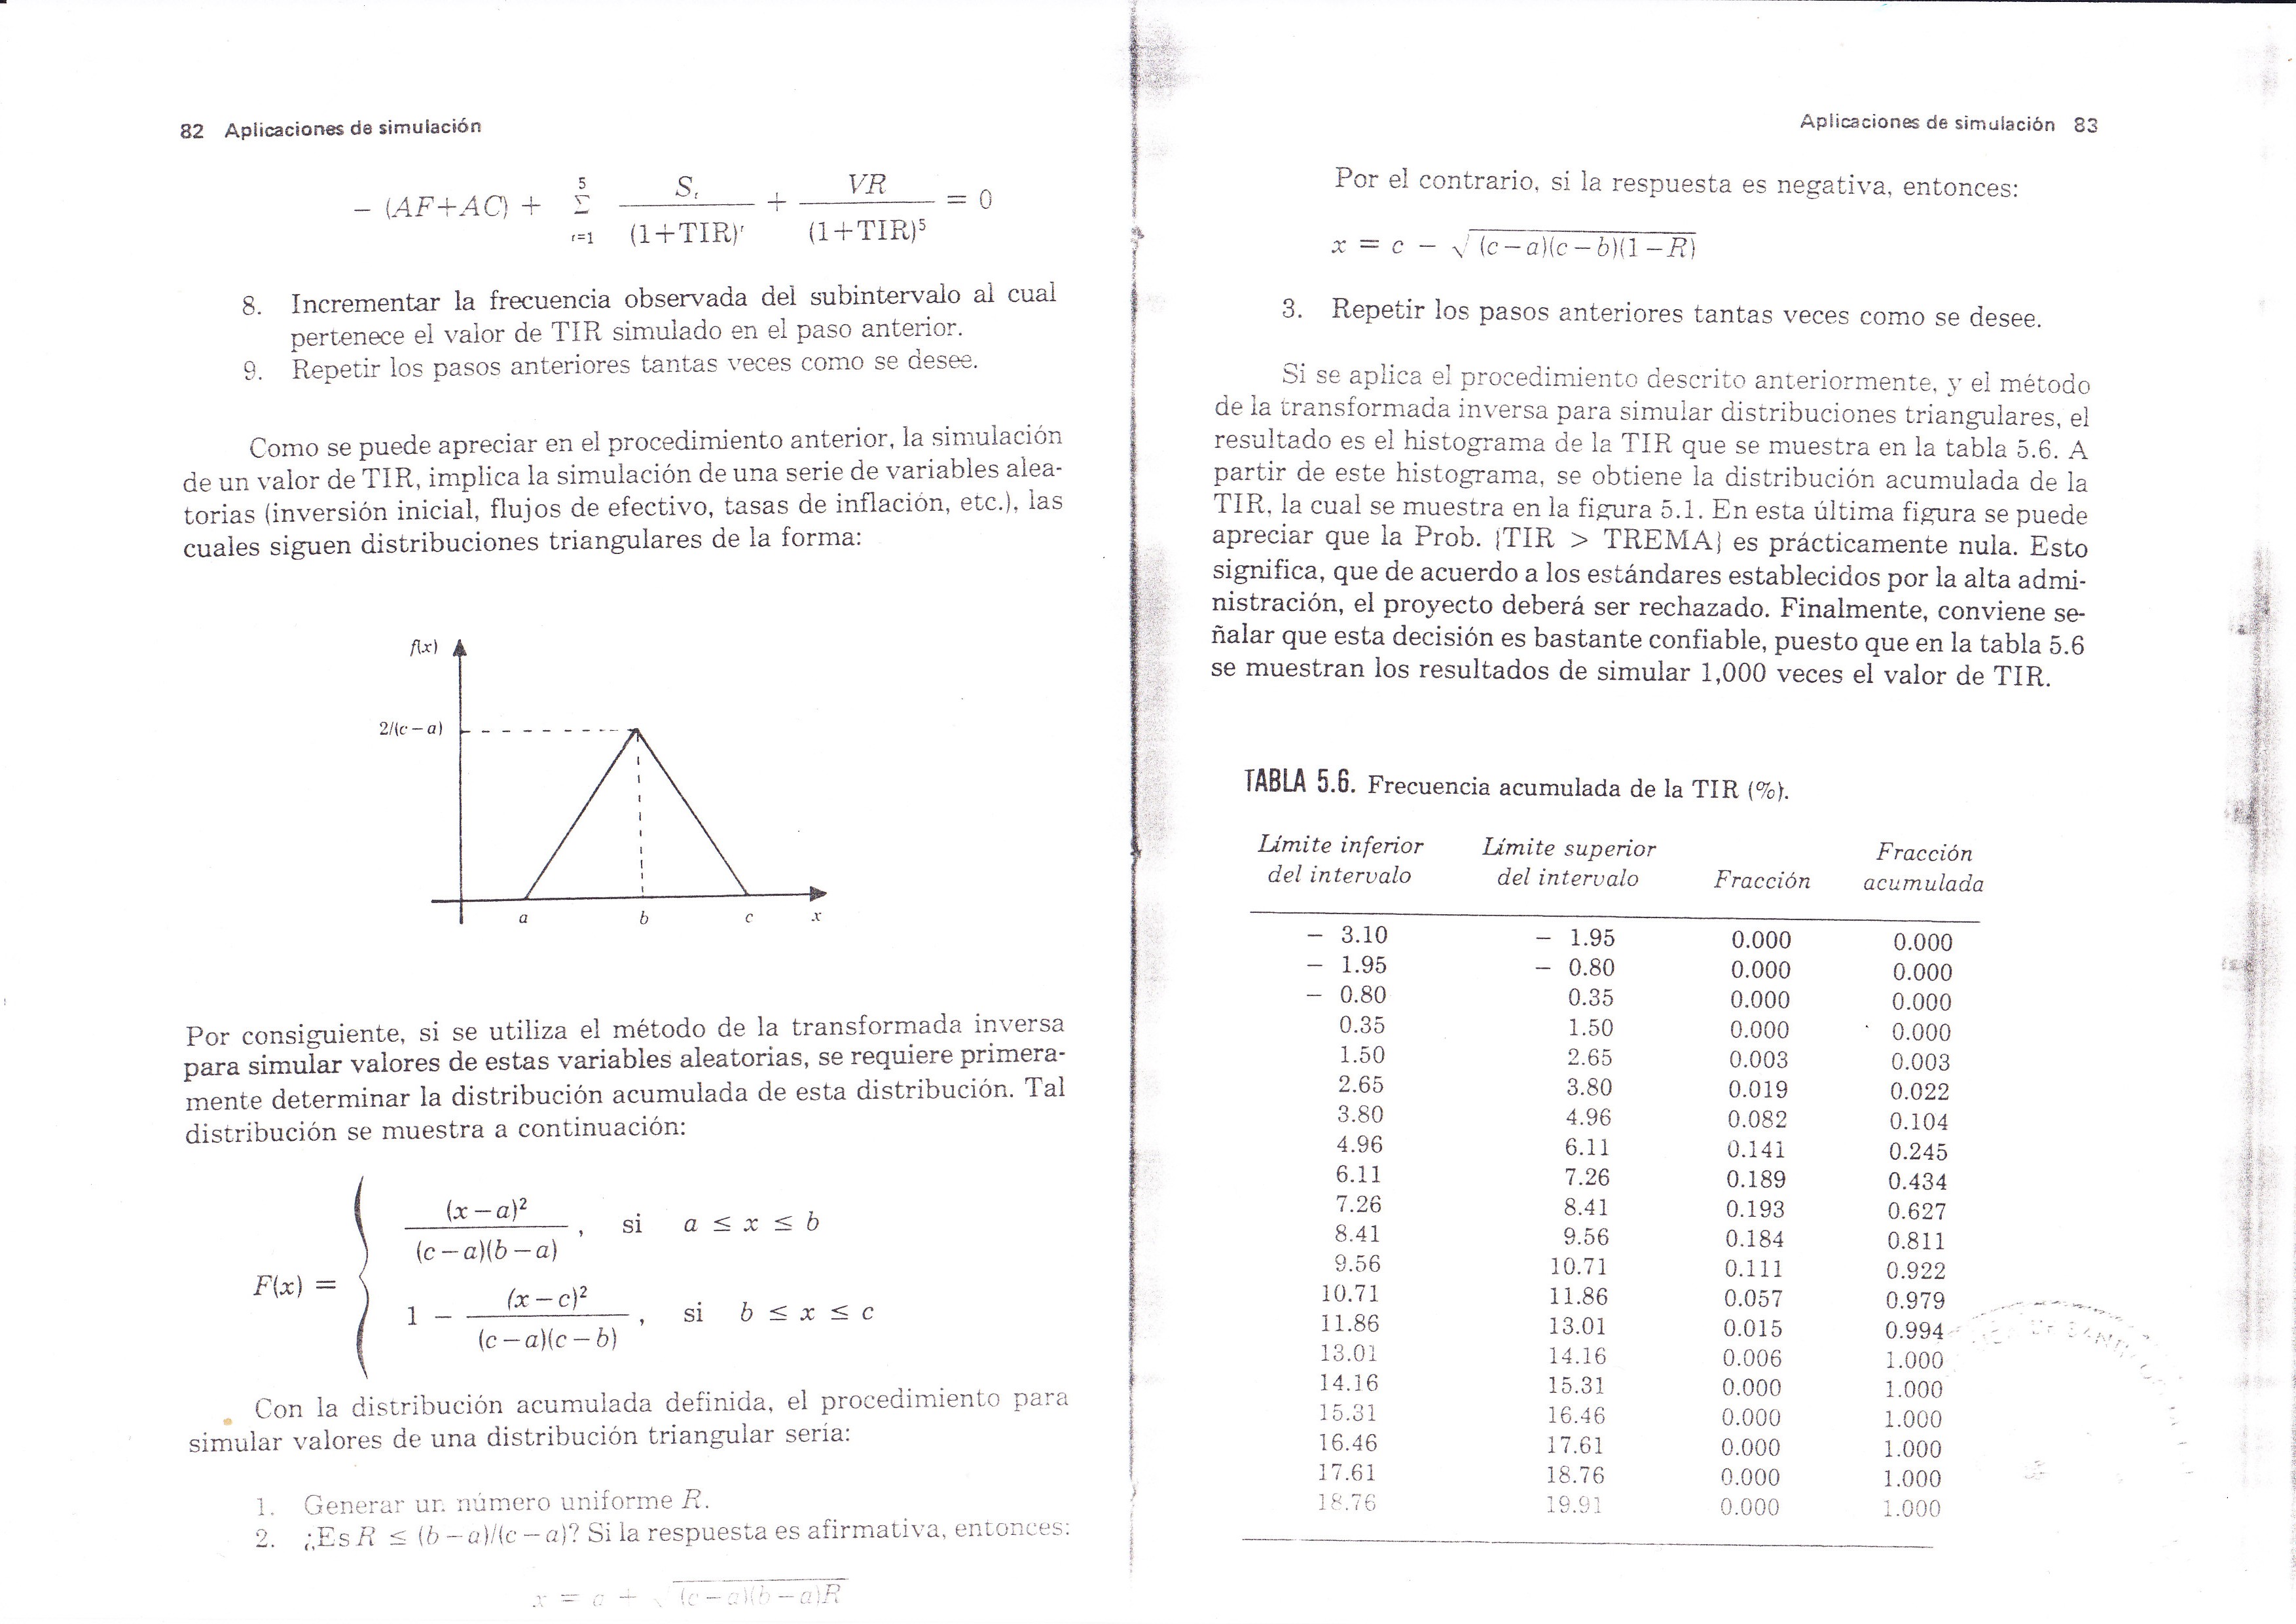 82 Aplicaciones de simulación
− (AF+AC) + 5 Σ t=1 S_t / (1+TIR)^t + VR / (1+TIR)^5 = 0
8. Incrementar la frecuencia observada del subintervalo al cual
pertenece el valor de TIR simulado en el paso anterior.
9. Repetir los pasos anteriores tantas veces como se desee.
Como se puede apreciar en el procedimiento anterior, la simulación
de un valor de TIR, implica la simulación de una serie de variables alea-
torias (inversión inicial, flujos de efectivo, tasas de inflación, etc.), las
cuales siguen distribuciones triangulares de la forma:
f(x)
2/(c−a)
a b c x
Por consiguiente, si se utiliza el método de la transformada inversa
para simular valores de estas variables aleatorias, se requiere primera-
mente determinar la distribución acumulada de esta distribución. Tal
distribución se muestra a continuación:
F(x) =
(x−a)² / (c−a)(b−a) , si a ≤ x ≤ b
1 − (x−c)² / (c−a)(c−b) , si b ≤ x ≤ c
Con la distribución acumulada definida, el procedimiento para
simular valores de una distribución triangular sería:
1. Generar un número uniforme R.
2. ¿Es R ≤ (b−a)/(c−a)? Si la respuesta es afirmativa, entonces:
x = a + √(c−a)(b−a)R
Aplicaciones de simulación 83
Por el contrario, si la respuesta es negativa, entonces:
x = c − √(c−a)(c−b)(1−R)
3. Repetir los pasos anteriores tantas veces como se desee.
Si se aplica el procedimiento descrito anteriormente, y el método
de la transformada inversa para simular distribuciones triangulares, el
resultado es el histograma de la TIR que se muestra en la tabla 5.6. A
partir de este histograma, se obtiene la distribución acumulada de la
TIR, la cual se muestra en la figura 5.1. En esta última figura se puede
apreciar que la Prob. {TIR > TREMA} es prácticamente nula. Esto
significa, que de acuerdo a los estándares establecidos por la alta admi-
nistración, el proyecto deberá ser rechazado. Finalmente, conviene se-
ñalar que esta decisión es bastante confiable, puesto que en la tabla 5.6
se muestran los resultados de simular 1,000 veces el valor de TIR.
TABLA 5.6. Frecuencia acumulada de la TIR (%).
Límite inferior Límite superior Fracción
del intervalo del intervalo Fracción acumulada
− 3.10 − 1.95 0.000 0.000
− 1.95 − 0.80 0.000 0.000
− 0.80 0.35 0.000 0.000
0.35 1.50 0.000 0.000
1.50 2.65 0.003 0.003
2.65 3.80 0.019 0.022
3.80 4.96 0.082 0.104
4.96 6.11 0.141 0.245
6.11 7.26 0.189 0.434
7.26 8.41 0.193 0.627
8.41 9.56 0.184 0.811
9.56 10.71 0.111 0.922
10.71 11.86 0.057 0.979
11.86 13.01 0.015 0.994
13.01 14.16 0.006 1.000
14.16 15.31 0.000 1.000
15.31 16.46 0.000 1.000
16.46 17.61 0.000 1.000
17.61 18.76 0.000 1.000
18.76 19.91 0.000 1.000